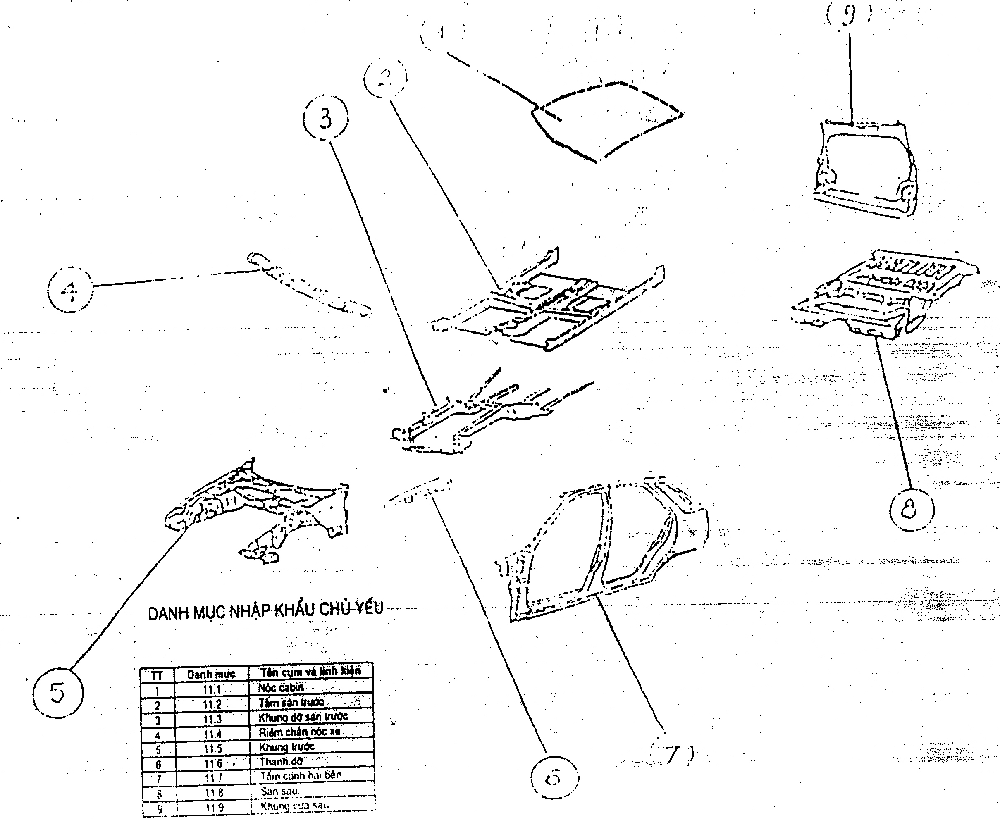 9
1
2
3
4
8
DANH MỤC NHẬP KHẨU CHỦ YẾU
5
TT Danh mục Tên cụm và linh kiện
1 11.1 Nóc cabin
2 11.2 Tấm sàn trước
3 11.3 Khung đỡ sàn trước
4 11.4 Riềm chắn nóc xe
5 11.5 Khung trước
6 11.6 Thanh đỡ
7 11.7 Tấm cạnh hai bên
8 11.8 Sàn sau
9 11.9 Khung cửa sau
7
6